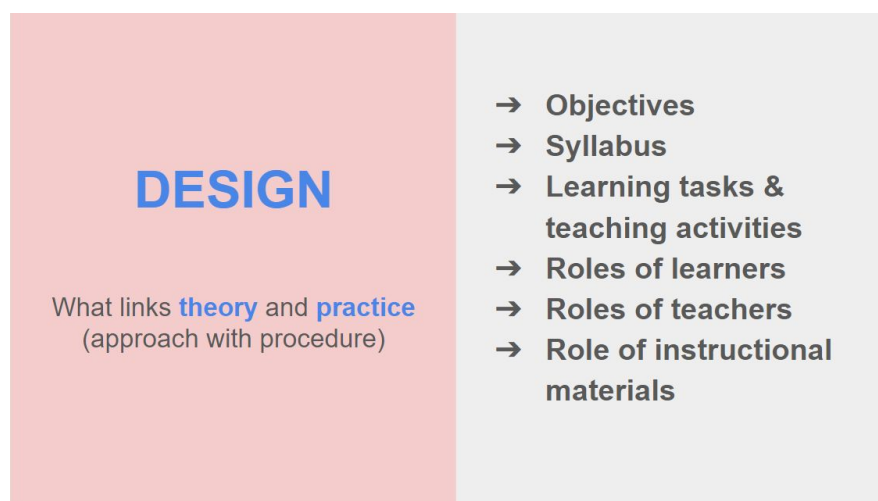 DESIGN
What links theory and practice
(approach with procedure)
➔ Objectives
➔ Syllabus
➔ Learning tasks &
teaching activities
➔ Roles of learners
➔ Roles of teachers
➔ Role of instructional
materials